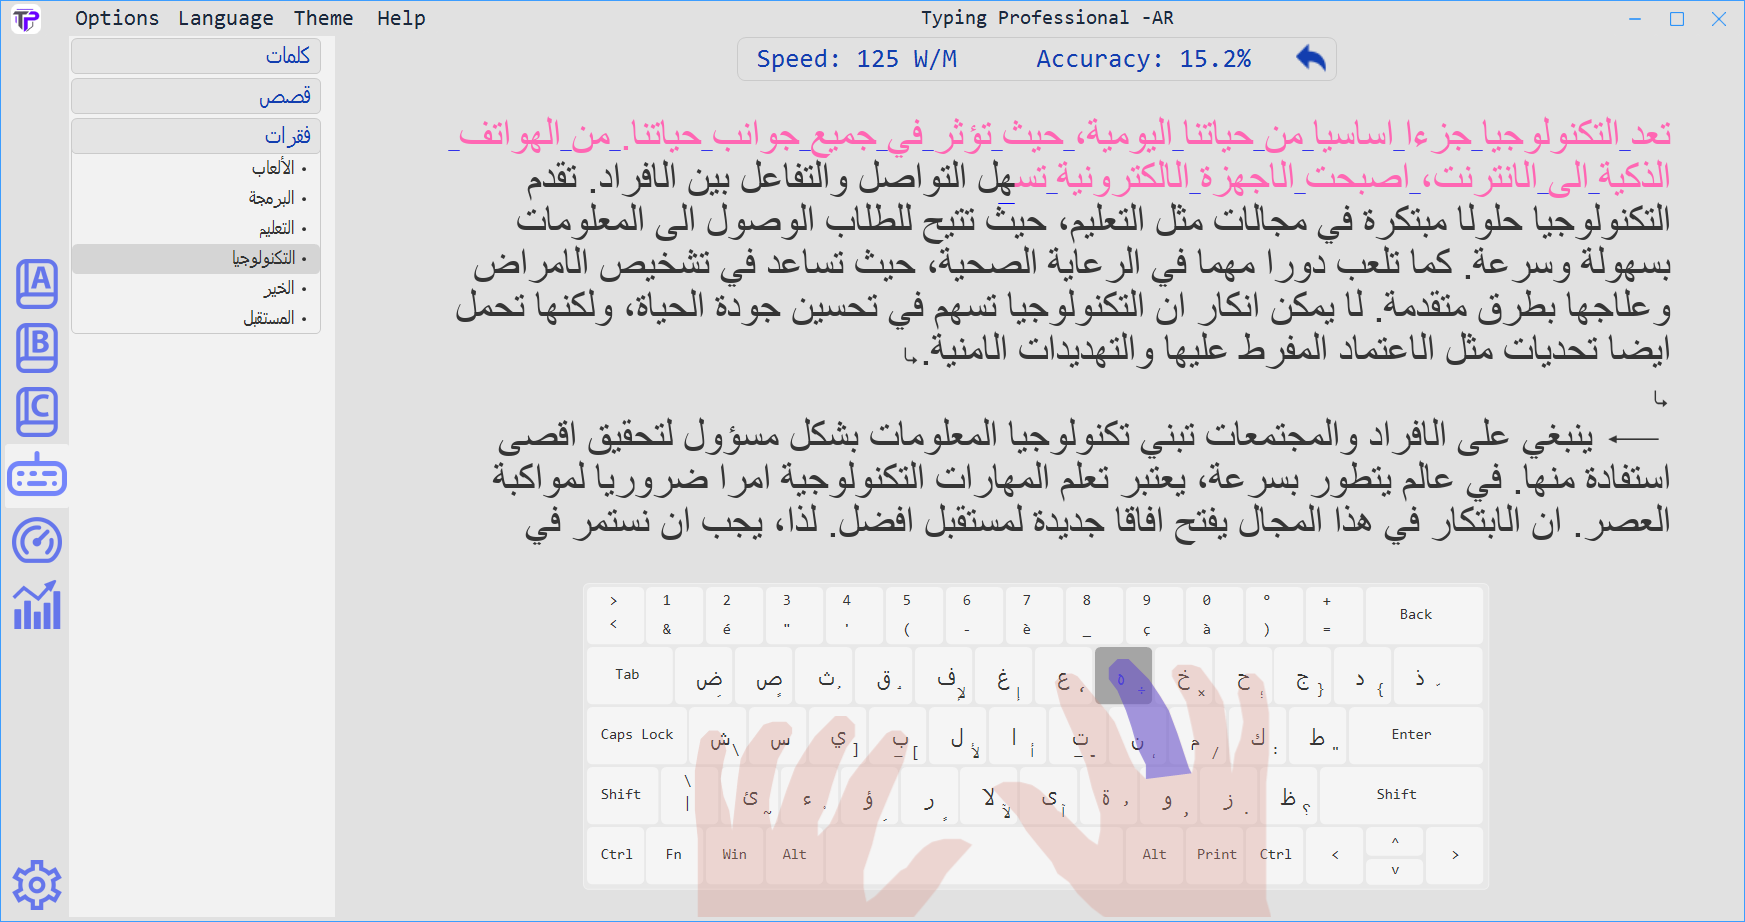 Options Language Theme Help
Typing Professional -AR
Speed: 125 W/M Accuracy: 15.2%
كلمات
قصص
فقرات
• الألعاب
• البرمجة
• التعليم
• التكنولوجيا
• الخير
• المستقبل
A
B
C
تعد_التكنولوجيا_جزءا_اساسيا_من_حياتنا_اليومية،_حيث_تؤثر_في_جميع_جوانب_حياتنا._من_الهواتف_
الذكية_الى_الانترنت،_اصبحت_الاجهزة_الالكترونية_تسهل التواصل والتفاعل بين الافراد. تقدم
التكنولوجيا حلولا مبتكرة في مجالات مثل التعليم، حيث تتيح للطلاب الوصول الى المعلومات
بسهولة وسرعة. كما تلعب دورا مهما في الرعاية الصحية، حيث تساعد في تشخيص الامراض
وعلاجها بطرق متقدمة. لا يمكن انكار ان التكنولوجيا تسهم في تحسين جودة الحياة، ولكنها تحمل
ايضا تحديات مثل الاعتماد المفرط عليها والتهديدات الامنية.
ينبغي على الافراد والمجتمعات تبني تكنولوجيا المعلومات بشكل مسؤول لتحقيق اقصى
استفادة منها. في عالم يتطور بسرعة، يعتبر تعلم المهارات التكنولوجية امرا ضروريا لمواكبة
العصر. ان الابتكار في هذا المجال يفتح افاقا جديدة لمستقبل افضل. لذا، يجب ان نستمر في
> 1 2 3 4 5 6 7 8 9 0 ° + Back
< & é " ' ( - è _ ç à ) =
Tab ض ص ث ق ف غ ع ه خ ح ج د ذ
Caps Lock ش س ي ب ل ا ت ن م ك ط Enter
Shift \ | ئ ء ؤ ر لا ى ة و ز ظ Shift
Ctrl Fn Win Alt Alt Print Ctrl < ^ v >